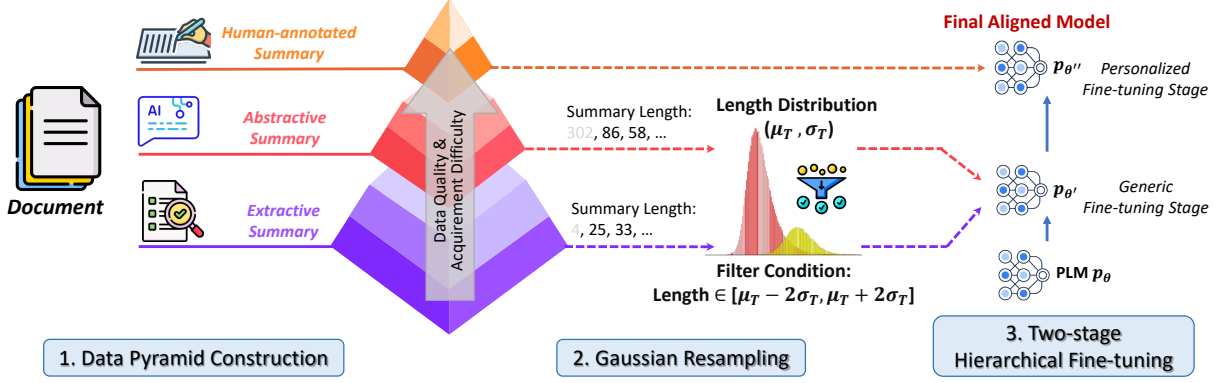 Document
Human-annotated
Summary
AI
Abstractive
Summary
Extractive
Summary
Data Quality &
Acquirement Difficulty
1. Data Pyramid Construction
Summary Length:
302, 86, 58, ...
Summary Length:
4, 25, 33, ...
Length Distribution
(μ_T , σ_T)
Filter Condition:
Length ∈ [μ_T − 2σ_T, μ_T + 2σ_T]
2. Gaussian Resampling
Final Aligned Model
p_θ''
Personalized
Fine-tuning Stage
p_θ'
Generic
Fine-tuning Stage
PLM p_θ
3. Two-stage
Hierarchical Fine-tuning